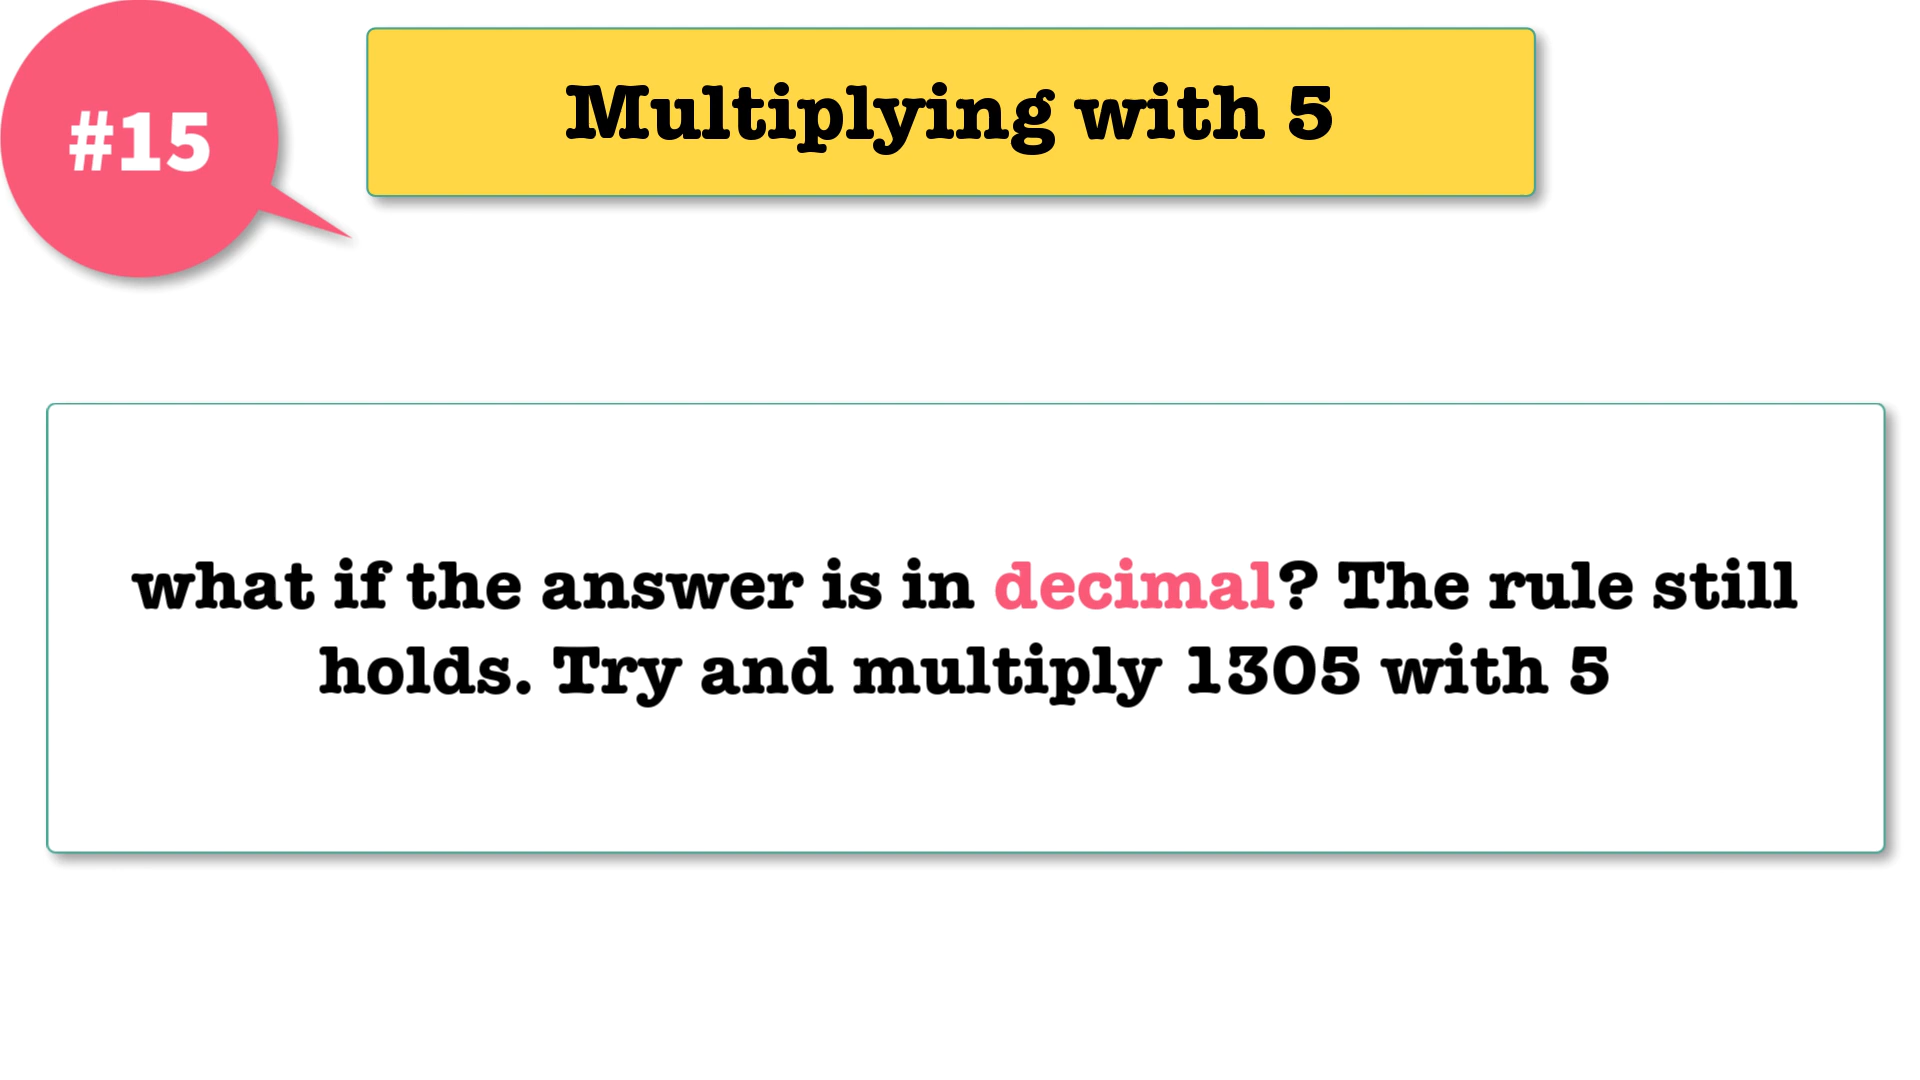 #15
Multiplying with 5
what if the answer is in decimal? The rule still
holds. Try and multiply 1305 with 5